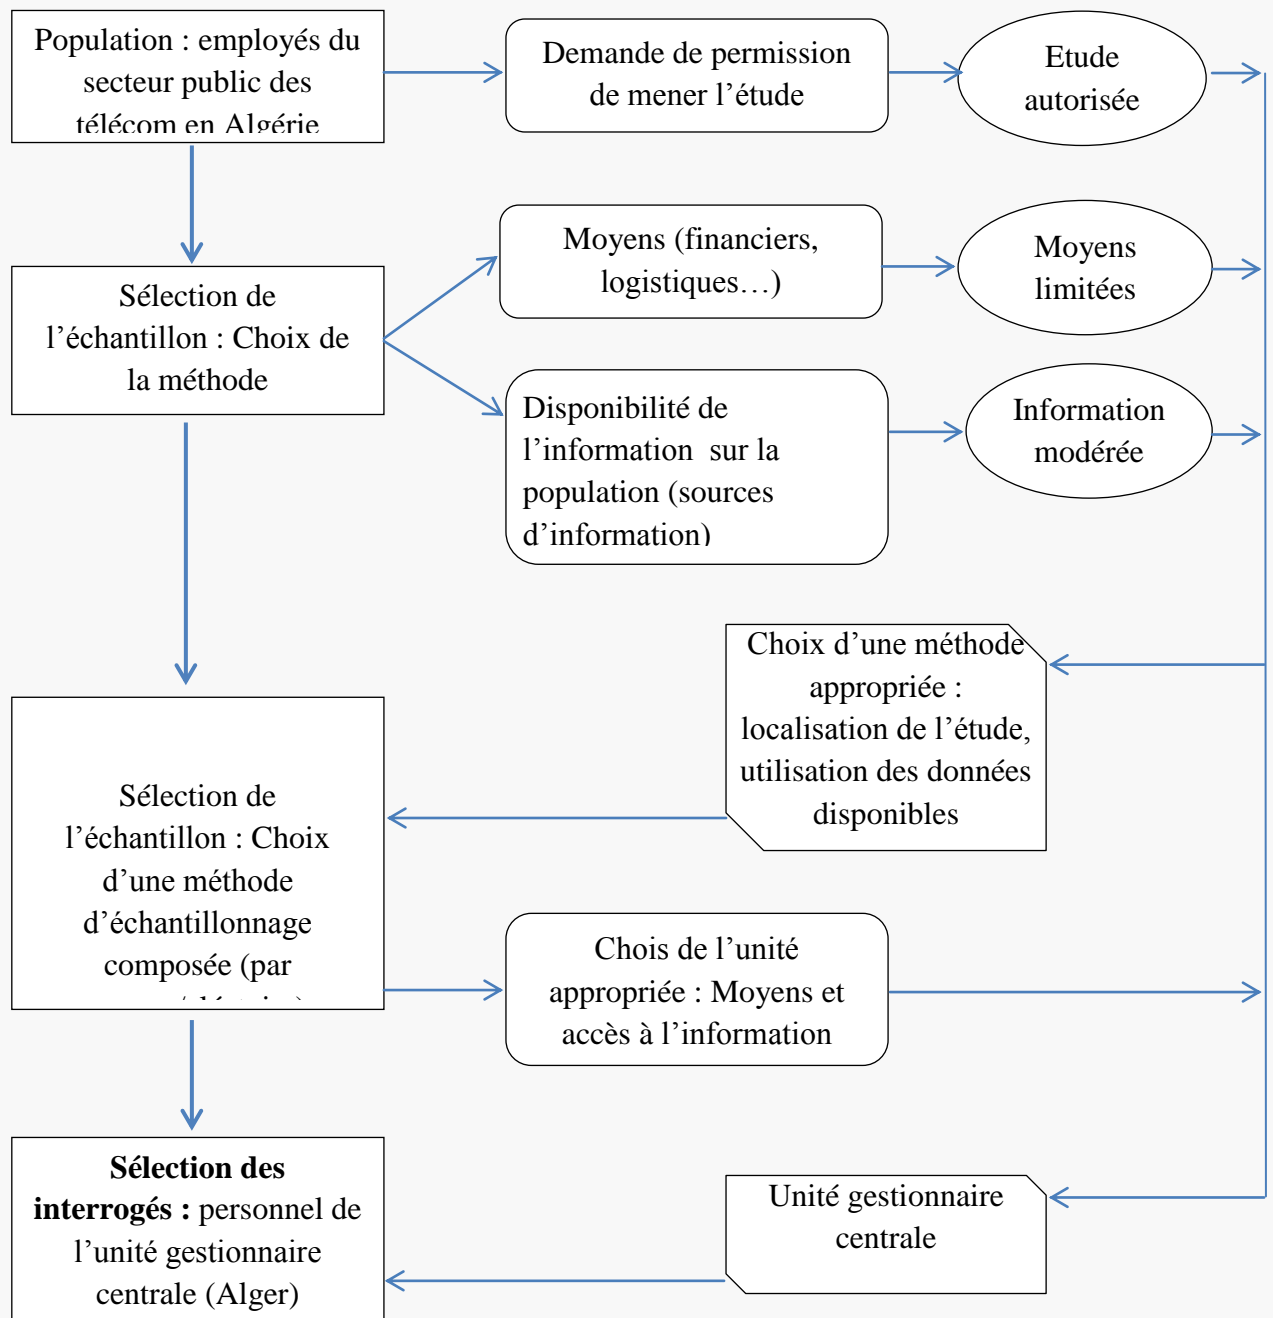 Population : employés du
secteur public des
télécom en Algérie
Demande de permission
de mener l’étude
Etude
autorisée
Sélection de
l’échantillon : Choix de
la méthode
Moyens (financiers,
logistiques…)
Moyens
limitées
Disponibilité de
l’information sur la
population (sources
d’information)
Information
modérée
Choix d’une méthode
appropriée :
localisation de l’étude,
utilisation des données
disponibles
Sélection de
l’échantillon : Choix
d’une méthode
d’échantillonnage
composée (par
Chois de l’unité
appropriée : Moyens et
accès à l’information
Sélection des
interrogés : personnel de
l’unité gestionnaire
centrale (Alger)
Unité gestionnaire
centrale